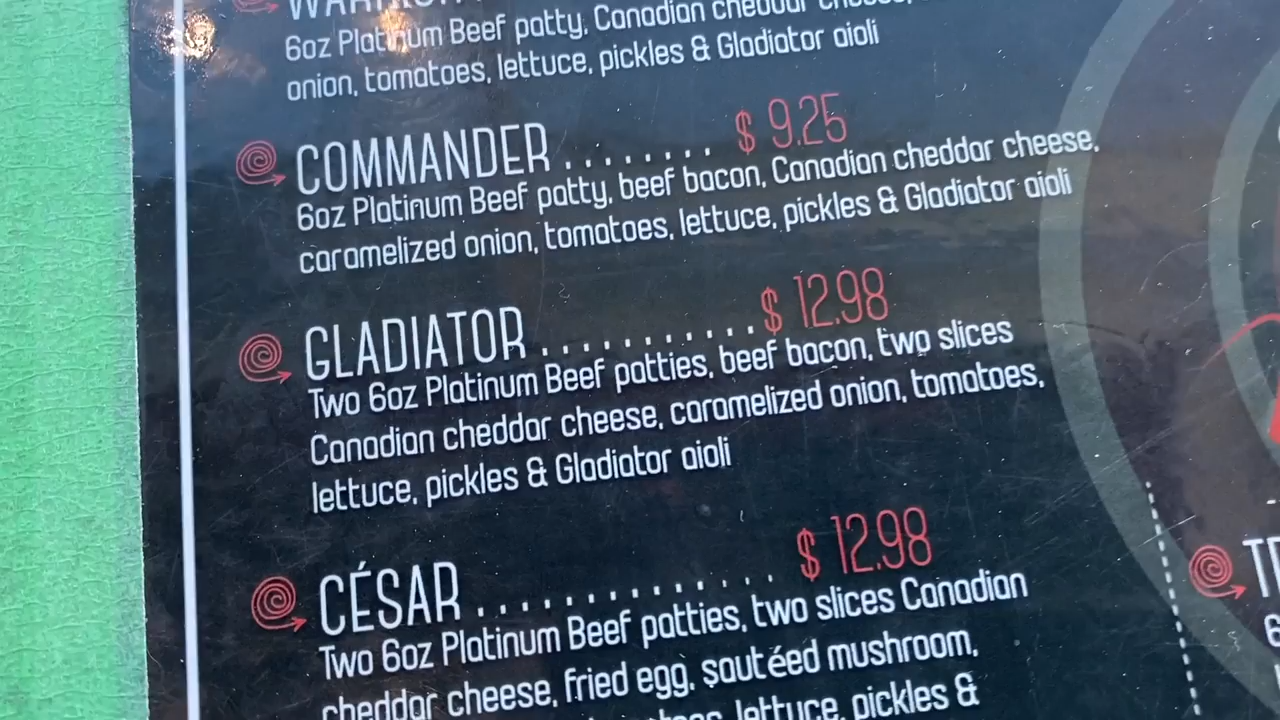 6oz Platinum Beef patty, Canadian cheddar
onion, tomatoes, lettuce, pickles & Gladiator aioli
COMMANDER ........ $ 9.25
6oz Platinum Beef patty, beef bacon, Canadian cheddar cheese,
caramelized onion, tomatoes, lettuce, pickles & Gladiator aioli
GLADIATOR ........... $ 12.98
Two 6oz Platinum Beef patties, beef bacon, two slices
Canadian cheddar cheese, caramelized onion, tomatoes,
lettuce, pickles & Gladiator aioli
CÉSAR ............. $ 12.98
Two 6oz Platinum Beef patties, two slices Canadian
cheddar cheese, fried egg, sautéed mushroom,
lettuce, pickles &